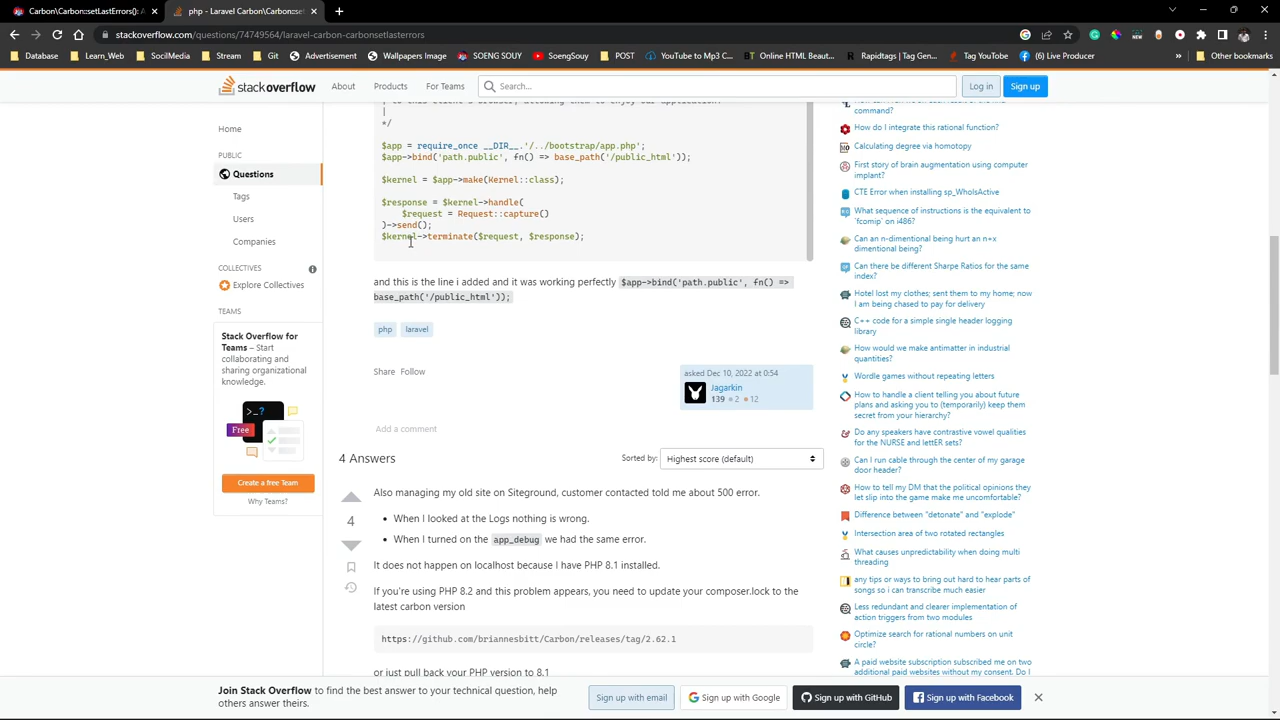 Carbon\Carbon::setLastErrors(): A
php - Laravel Carbon\Carbon::set
stackoverflow.com/questions/74749564/laravel-carbon-carbonsetlasterrors
Database
Learn_Web
SocilMedia
Stream
Git
Advertisement
Wallpapers Image
SOENG SOUY
SoengSouy
POST
YouTube to Mp3 C...
Online HTML Beaut...
Rapidtags | Tag Gen...
Tag YouTube
(6) Live Producer
»
Other bookmarks
stackoverflow
About
Products
For Teams
Search...
Log in
Sign up
Home
PUBLIC
Questions
Tags
Users
Companies
COLLECTIVES
Explore Collectives
TEAMS
Stack Overflow for
Teams – Start
collaborating and
sharing organizational
knowledge.
>_?
Free
Create a free Team
Why Teams?
|
*/
$app = require_once __DIR__.'/../bootstrap/app.php';
$app->bind('path.public', fn() => base_path('/public_html'));
$kernel = $app->make(Kernel::class);
$response = $kernel->handle(
$request = Request::capture()
)->send();
$kernel->terminate($request, $response);
and this is the line i added and it was working perfectly $app->bind('path.public', fn() =>
base_path('/public_html'));
php
laravel
Share Follow
asked Dec 10, 2022 at 0:54
Jagarkin
139 2 12
Add a comment
4 Answers
Sorted by:
Highest score (default)
4
Also managing my old site on Siteground, customer contacted told me about 500 error.
• When I looked at the Logs nothing is wrong.
• When I turned on the app_debug we had the same error.
It does not happen on localhost because I have PHP 8.1 installed.
If you're using PHP 8.2 and that problem happens, you need to update your composer.lock to the
latest carbon version
https://github.com/briannesbitt/Carbon/releases/tag/2.62.1
or just pull back your PHP version to 8.1
command?
How do I integrate this rational function?
Calculating degree via homotopy
First story of brain augmentation using computer
implant?
CTE Error when installing sp_WhoIsActive
What sequence of instructions is the equivalent to
'fcomip' on i486?
Can an n-dimensional being hurt an n+x
dimensional being?
Can there be different Sharpe Ratios for the same
index?
Hotel lost my clothes; sent them to my home; now
I am being chased to pay for delivery
C++ code for a simple single header logging
library
How would we make antimatter in industrial
quantities?
Wordle games without repeating letters
How to handle a client telling you about future
plans and asking you to (temporarily) keep them
secret from your hierarchy?
Do any speakers have contrastive vowel qualities
for the NURSE and lettER sets?
Can I run cable through the center of my garage
door header?
How to tell my DM that the political opinions they
let slip into the game make me uncomfortable?
Difference between "detonate" and "explode"
Intersection area of two rotated rectangles
What causes unpredictability when doing multi
threading
any tips or ways to bring out hard to hear parts of
songs so i can transcribe much easier
Less redundant and clearer implementation of
action triggers from two modules
Optimize search for rational numbers on unit
circle?
A paid website subscription subscribed me on two
additional paid websites without my consent. Do I
Join Stack Overflow to find the best answer to your technical question, help
others answer theirs.
Sign up with email
Sign up with Google
Sign up with GitHub
Sign up with Facebook